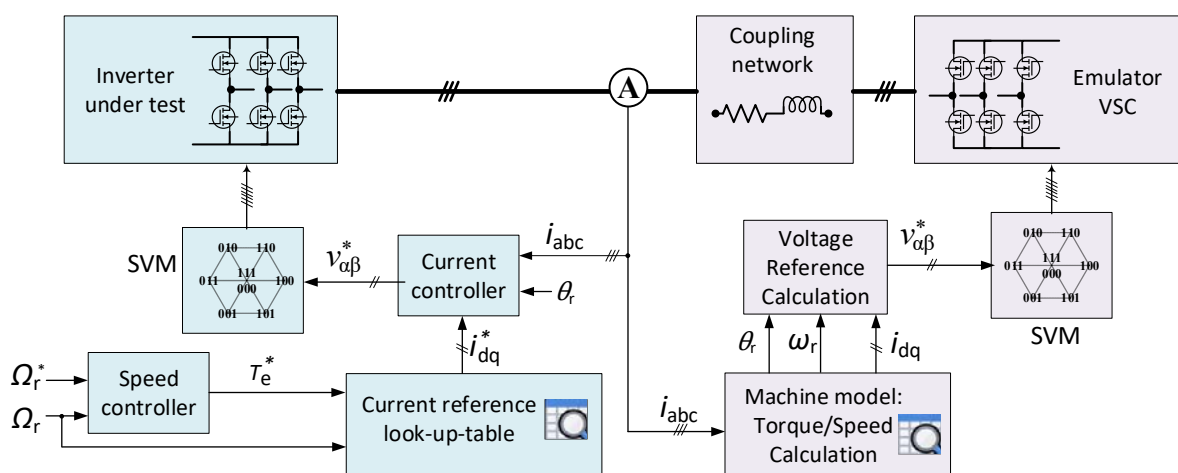 Inverter
under test
A
Coupling
network
Emulator
VSC
SVM
010 110
011 111 100
000
001 101
v*αβ
Current
controller
iabc
θr
i*dq
Voltage
Reference
Calculation
v*αβ
010 110
011 111 100
000
001 101
SVM
θr ωr idq
Ωr*
Ωr
Speed
controller
Te*
Current reference
look-up-table
iabc
Machine model:
Torque/Speed
Calculation